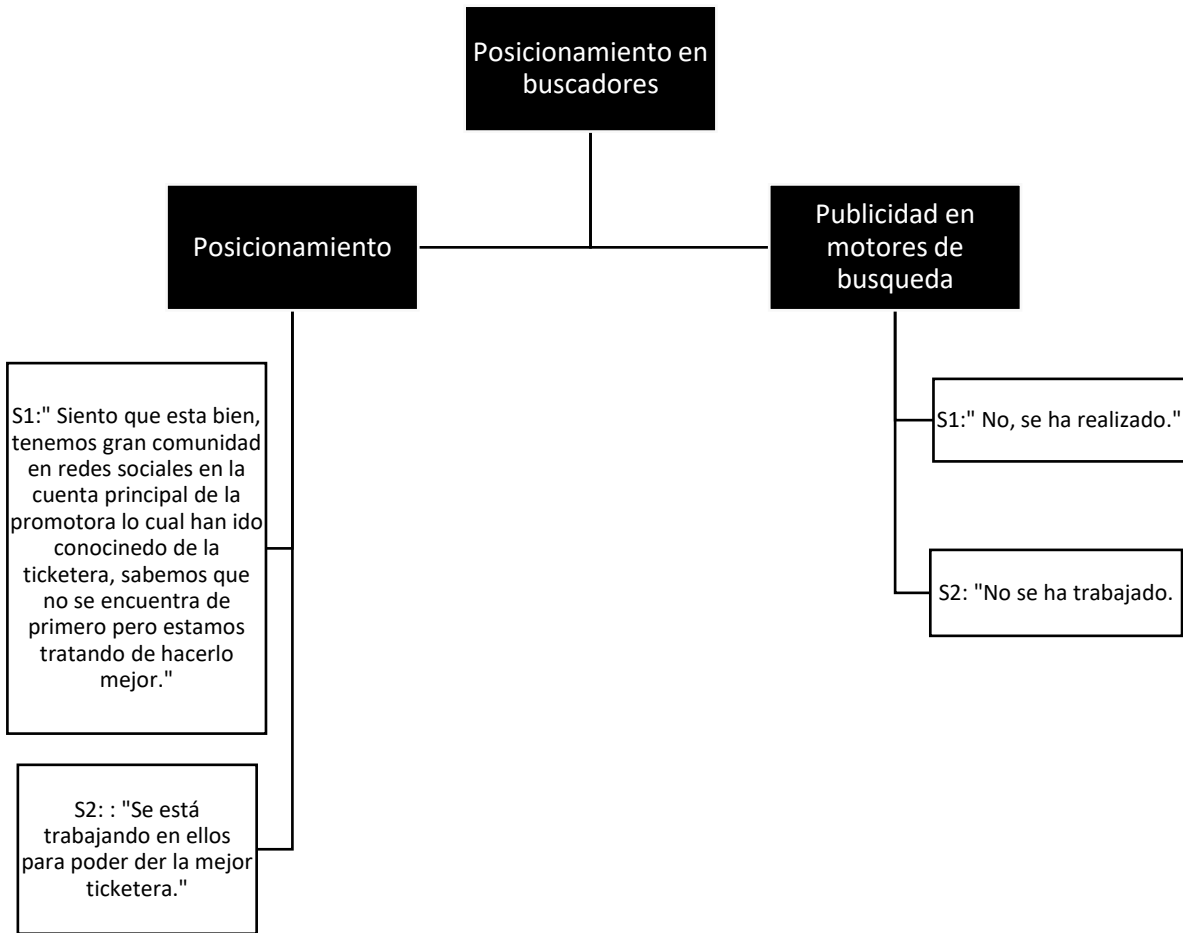 Posicionamiento en
buscadores
Posicionamiento
Publicidad en
motores de
busqueda
S1:" Siento que esta bien,
tenemos gran comunidad
en redes sociales en la
cuenta principal de la
promotora lo cual han ido
conocinedo de la
ticketera, sabemos que
no se encuentra de
primero pero estamos
tratando de hacerlo
mejor."
S2: : "Se está
trabajando en ellos
para poder der la mejor
ticketera."
S1:" No, se ha realizado."
S2: "No se ha trabajado.